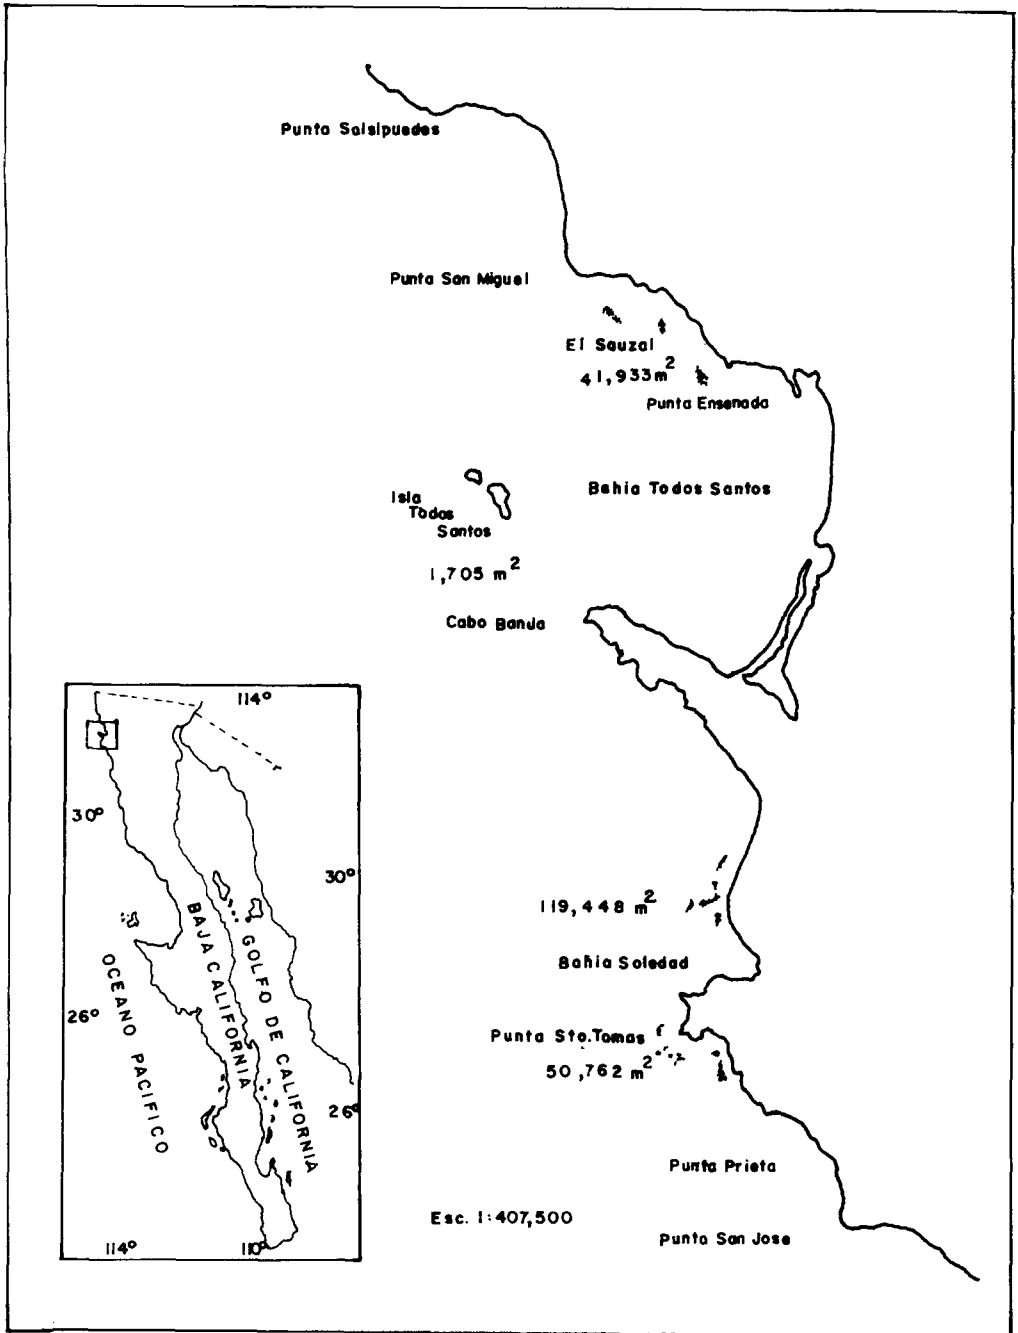 Punta Salsipuedes
Punta San Miguel
El Sauzal
41,933 m²
Punta Ensenada
Bahia Todos Santos
Isla
Todos
Santos
1,705 m²
Cabo Banda
119,448 m²
Bahia Soledad
Punta Sto. Tomas
50,762 m²
Punta Prieta
Esc. 1:407,500
Punta San Jose
114°
30°
30°
BAJA CALIFORNIA
GOLFO DE CALIFORNIA
OCEANO PACIFICO
26°
26°
114°
110°